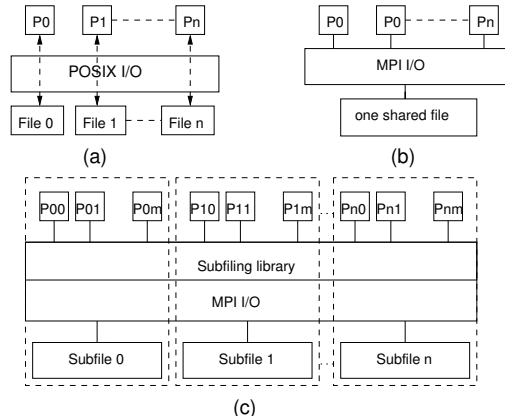 P0 P1 Pn
POSIX I/O
File 0 File 1 File n
(a)
P0 P0 Pn
MPI I/O
one shared file
(b)
P00 P01 P0m P10 P11 P1m Pn0 Pn1 Pnm
Subfiling library
MPI I/O
Subfile 0 Subfile 1 Subfile n
(c)